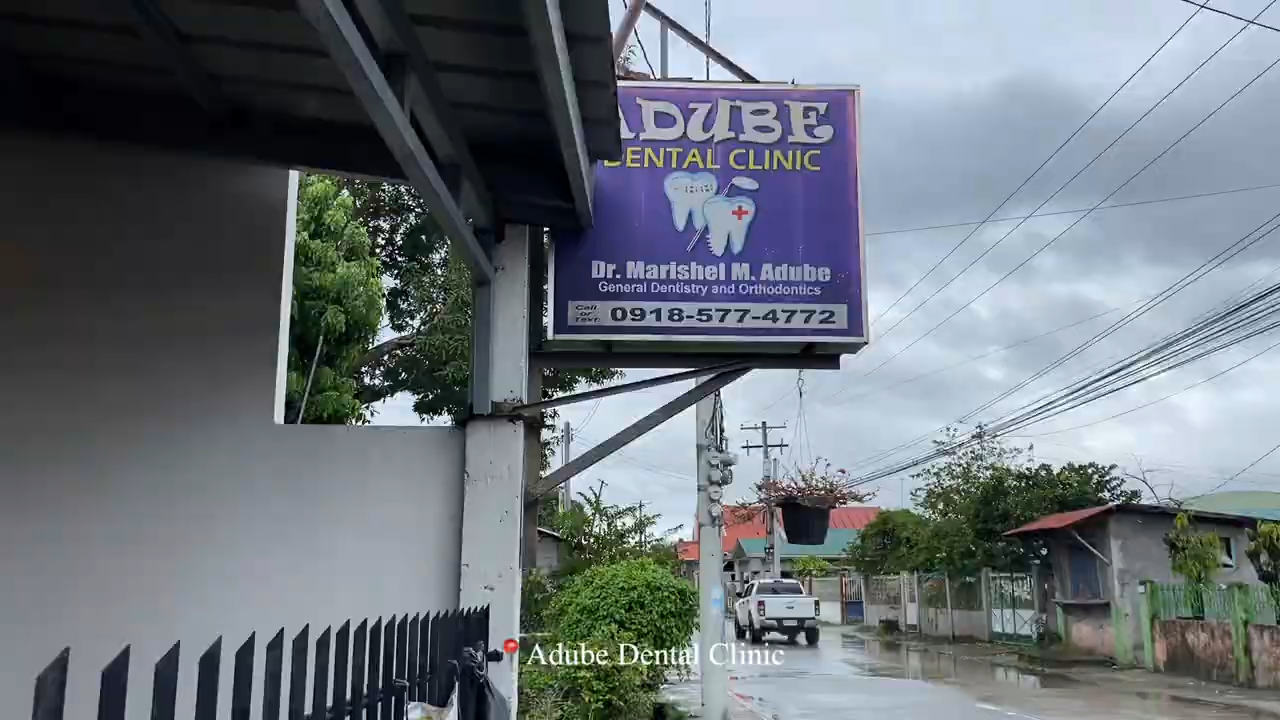 ADUBE
DENTAL CLINIC
Dr. Marishel M. Adube
General Dentistry and Orthodontics
Call or Text: 0918-577-4772
Adube Dental Clinic